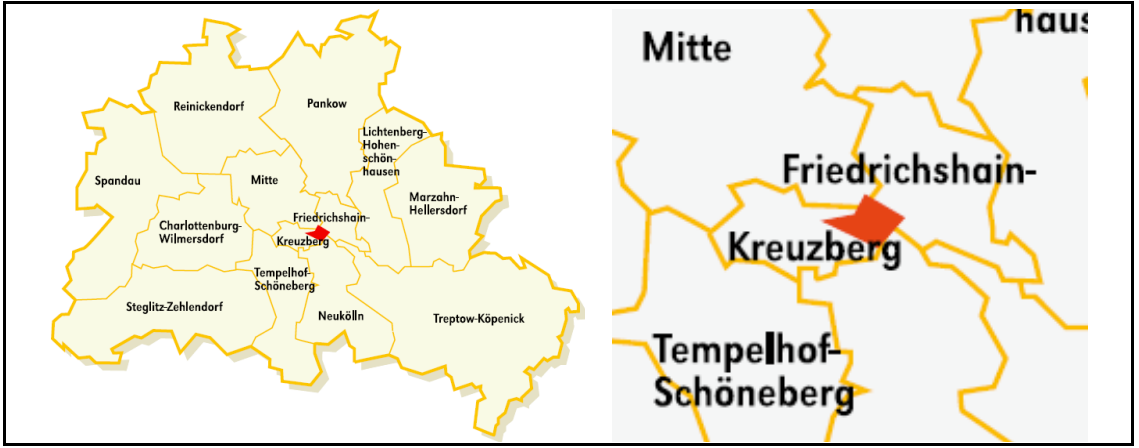 Reinickendorf
Pankow
Lichtenberg-
Hohen-
schön-
hausen
Spandau
Mitte
Marzahn-
Hellersdorf
Charlottenburg-
Wilmersdorf
Friedrichshain-
Kreuzberg
Tempelhof-
Schöneberg
Steglitz-Zehlendorf
Neukölln
Treptow-Köpenick
haus
Mitte
Friedrichshain-
Kreuzberg
Tempelhof-
Schöneberg